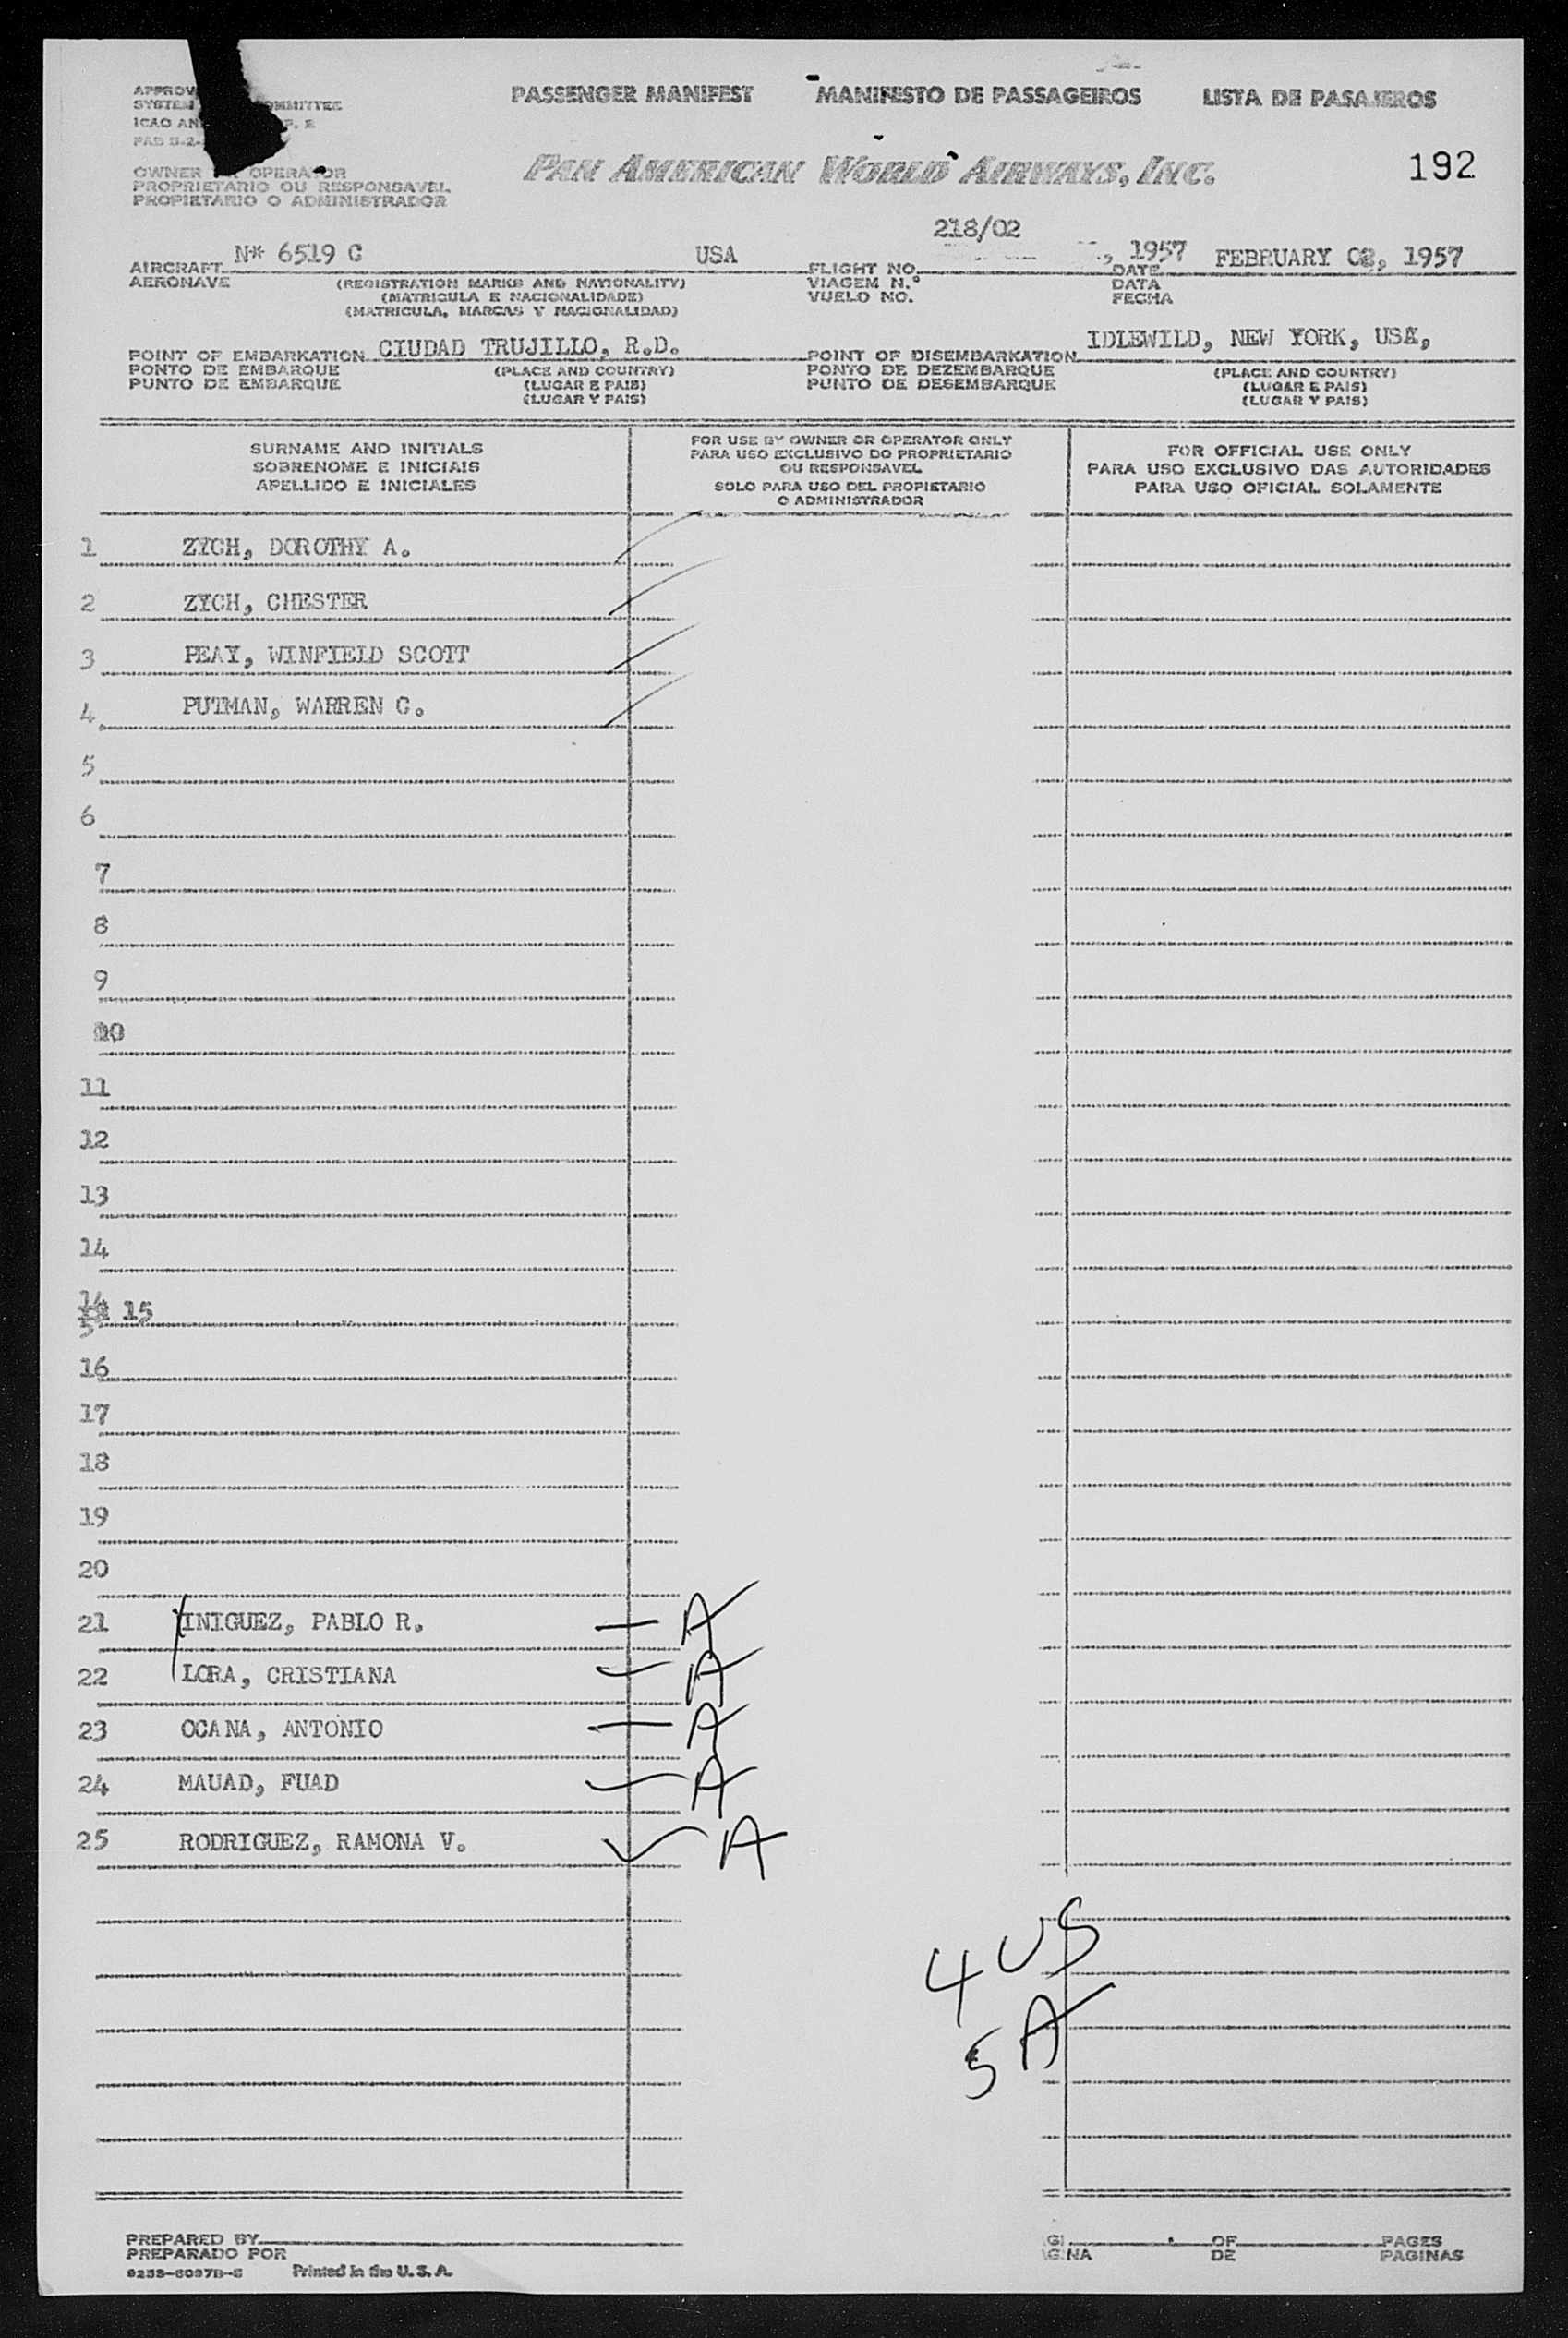 PASSENGER MANIFEST MANIFESTO DE PASSAGEIROS LISTA DE PASAJEROS
APPROV
SYSTEM OMMITTEE
ICAO AN
OWNER OPERATOR
PROPRIETARIO OU RESPONSAVEL
PROPIETARIO O ADMINISTRADOR
PAN AMERICAN WORLD AIRWAYS, INC.
192
218/02
AIRCRAFT N* 6519 C USA
AERONAVE
(REGISTRATION MARKS AND NATIONALITY)
(MATRICULA E NACIONALIDADE)
(MATRICULA, MARCAS Y NACIONALIDAD)
FLIGHT NO.
VIAGEM N.º
VUELO NO.
, 1957 FEBRUARY 02, 1957
DATE
DATA
FECHA
POINT OF EMBARKATION CIUDAD TRUJILLO, R.D.
PONTO DE EMBARQUE
PUNTO DE EMBARQUE
(PLACE AND COUNTRY)
(LUGAR E PAIS)
(LUGAR Y PAIS)
POINT OF DISEMBARKATION IDLEWILD, NEW YORK, USA,
PONTO DE DEZEMBARQUE
PUNTO DE DESEMBARQUE
(PLACE AND COUNTRY)
(LUGAR E PAIS)
(LUGAR Y PAIS)
SURNAME AND INITIALS
SOBRENOME E INICIAIS
APELLIDO E INICIALES
FOR USE BY OWNER OR OPERATOR ONLY
PARA USO EXCLUSIVO DO PROPRIETARIO
OU RESPONSAVEL
SOLO PARA USO DEL PROPIETARIO
O ADMINISTRADOR
FOR OFFICIAL USE ONLY
PARA USO EXCLUSIVO DAS AUTORIDADES
PARA USO OFICIAL SOLAMENTE
1 ZYCH, DOROTHY A.
2 ZYCH, CHESTER
3 PEAY, WINFIELD SCOTT
4 PUTMAN, WARREN C.
5
6
7
8
9
10
11
12
13
14
15
16
17
18
19
20
21 INIGUEZ, PABLO R. A
22 LORA, CRISTIANA A
23 OCANA, ANTONIO A
24 MAUAD, FUAD A
25 RODRIGUEZ, RAMONA V. A
4 US
5 A
PREPARED BY
PREPARADO POR
Printed in the U. S. A.
OF PAGES
DE PAGINAS